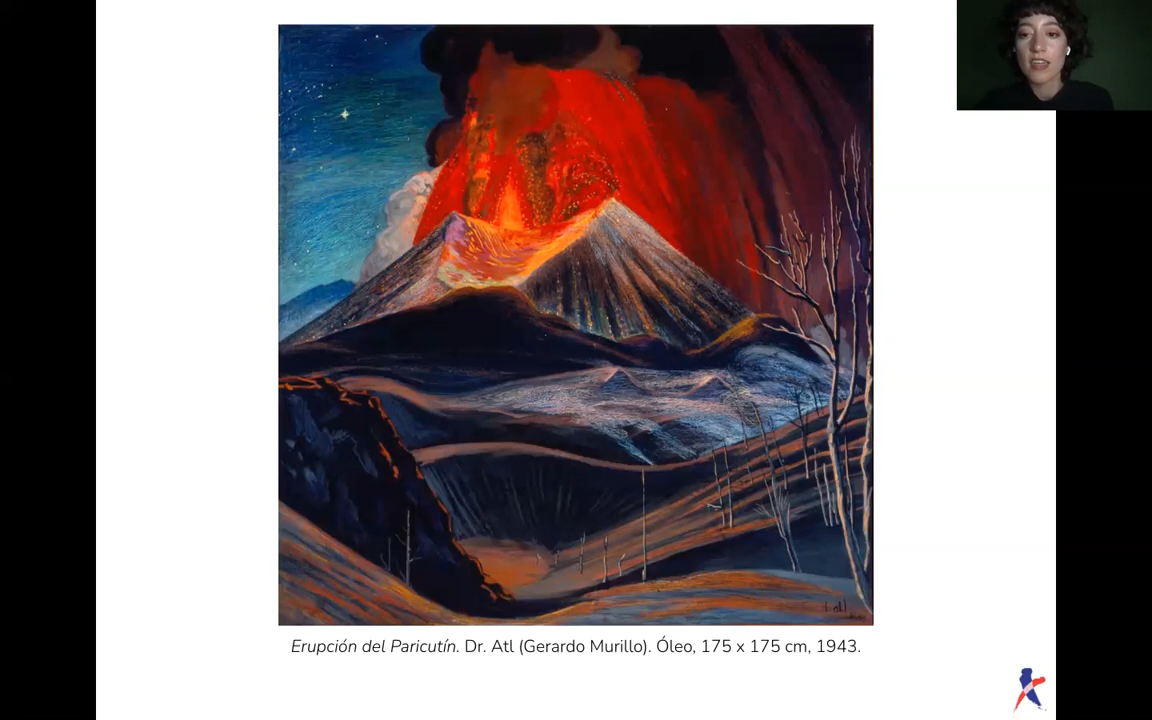 Erupción del Paricutín. Dr. Atl (Gerardo Murillo). Óleo, 175 x 175 cm, 1943.